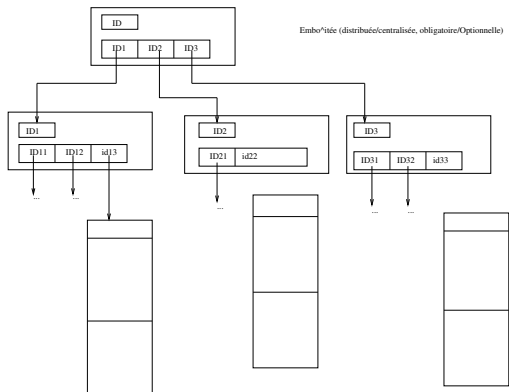 ID
Embo^itée (distribuée/centralisée, obligatoire/Optionnelle)
ID1 ID2 ID3
ID1 ID2 ID3
ID11 ID12 id13 ID21 id22 ID31 ID32 id33
... ... ... ... ...